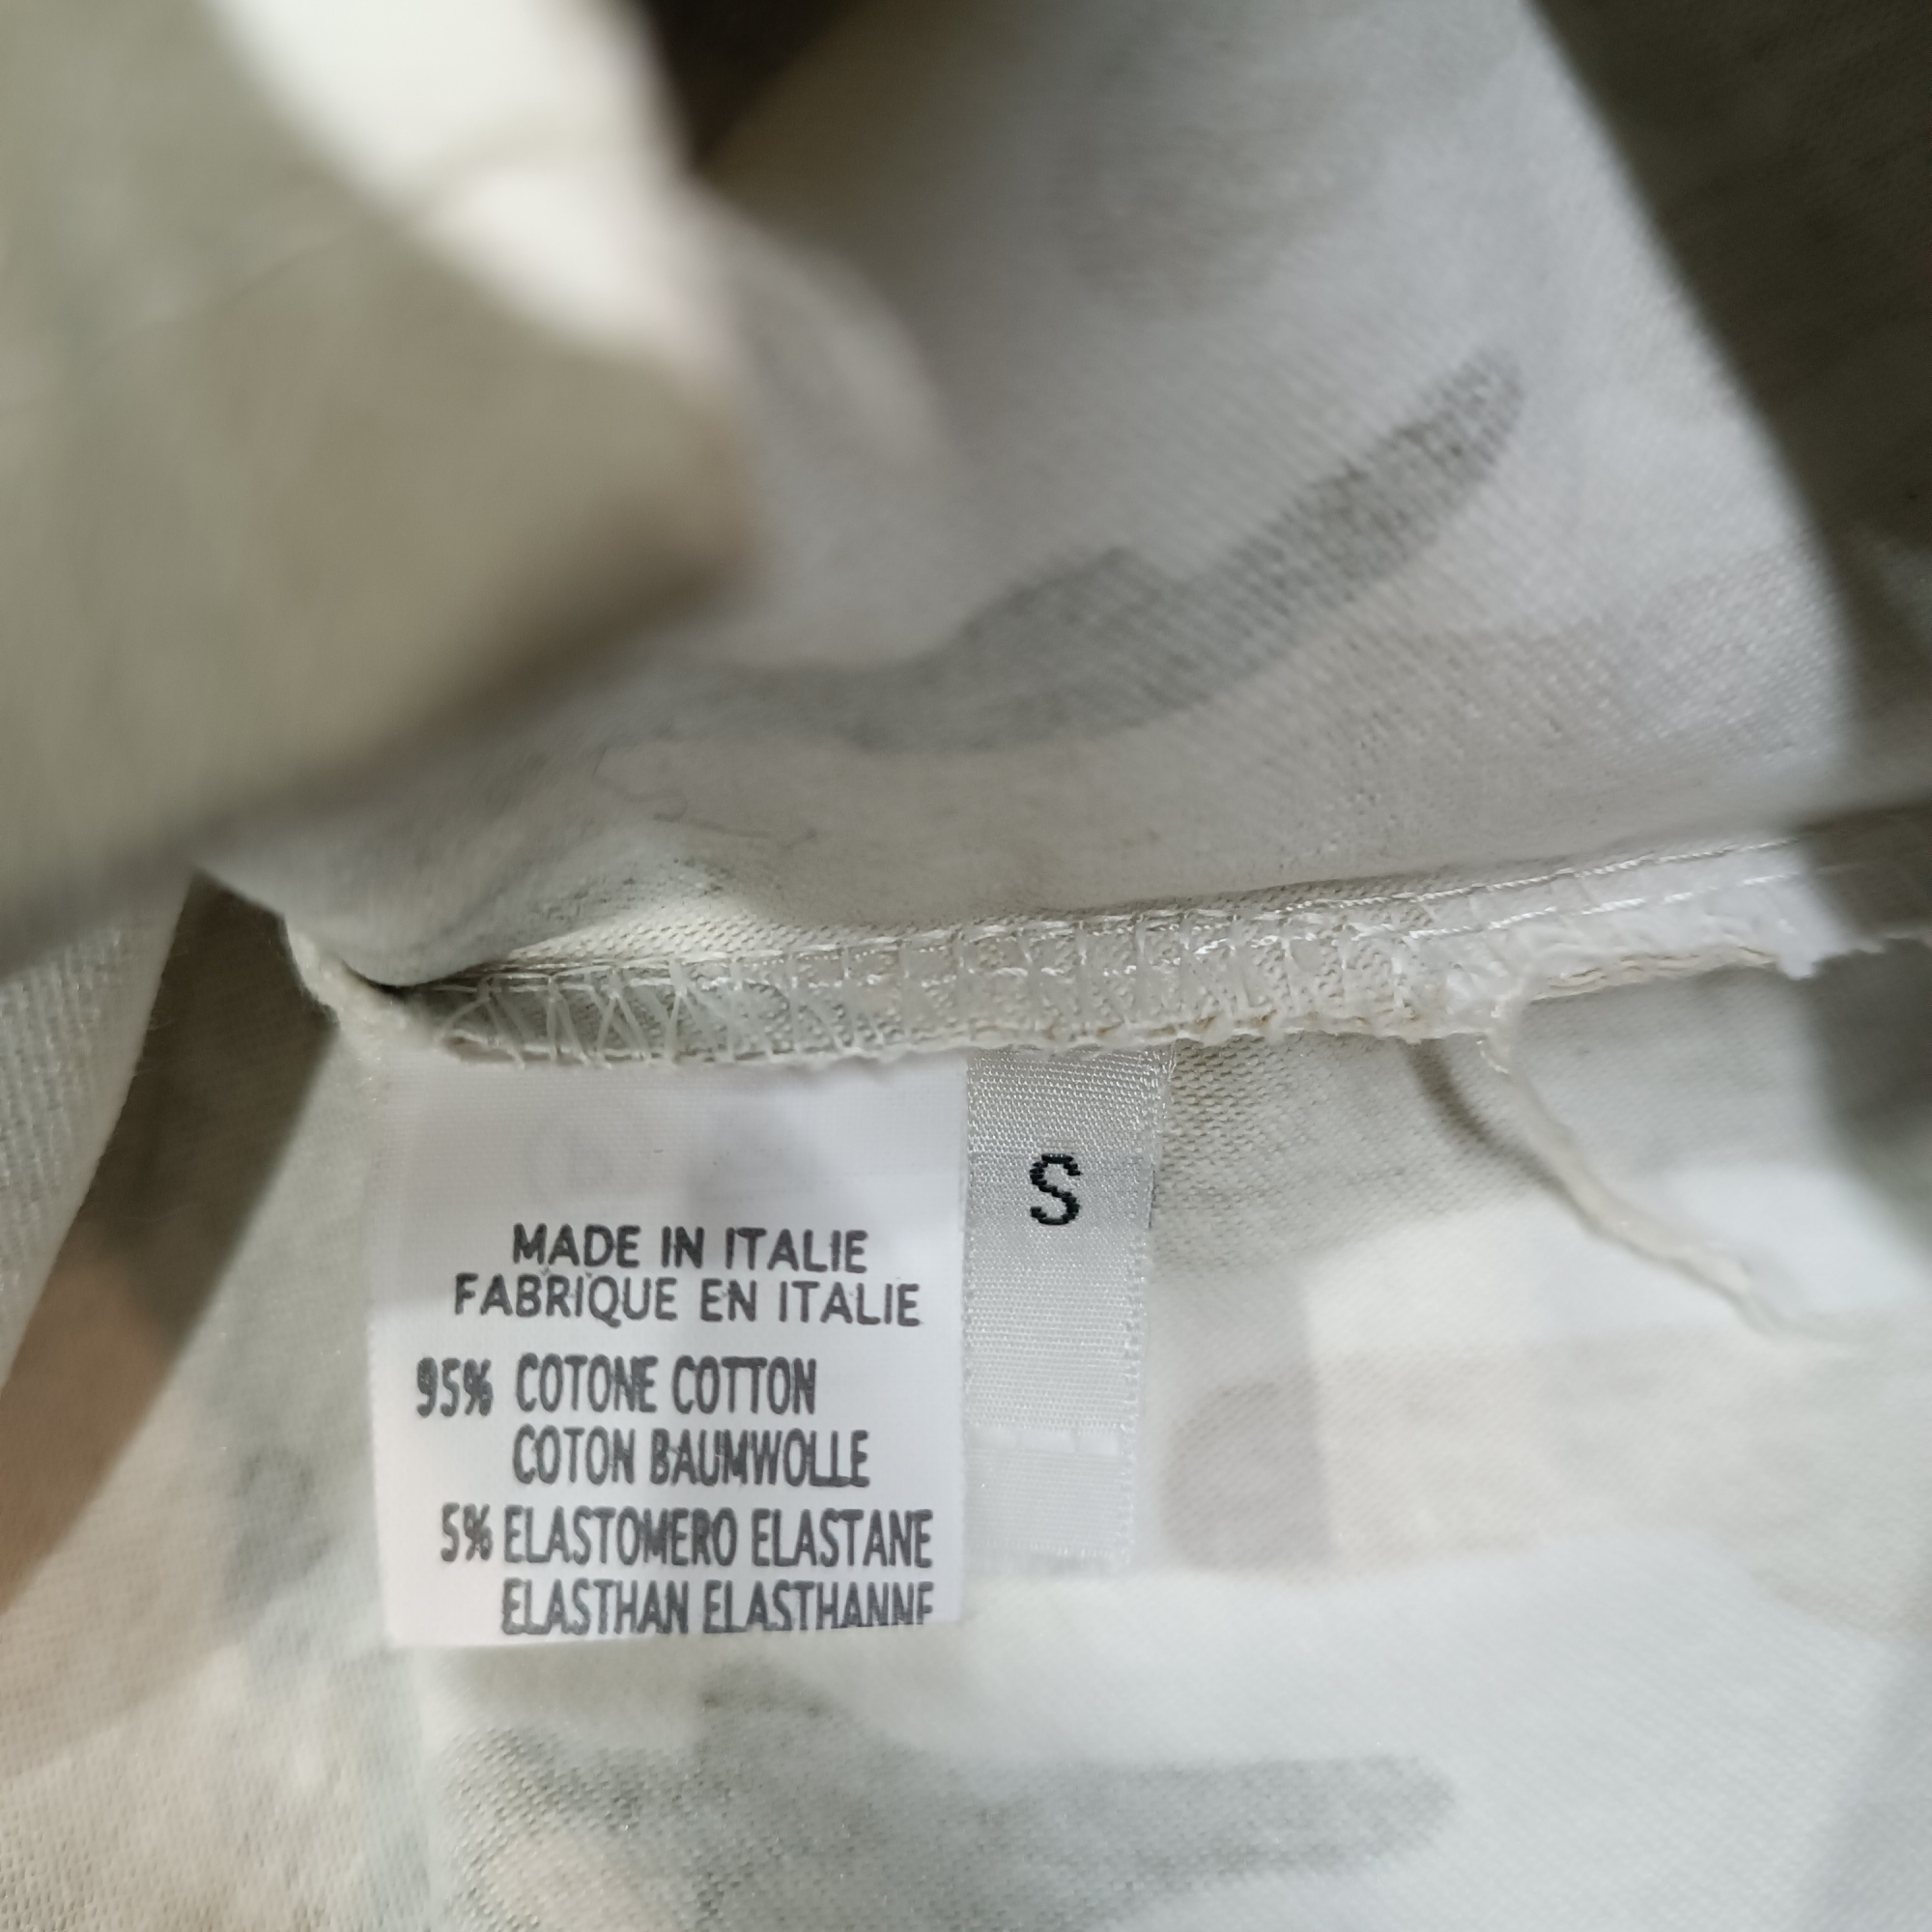 MADE IN ITALIE
FABRIQUE EN ITALIE
95% COTONE COTTON
COTON BAUMWOLLE
5% ELASTOMERO ELASTANE
ELASTHAN ELASTHANNE
S